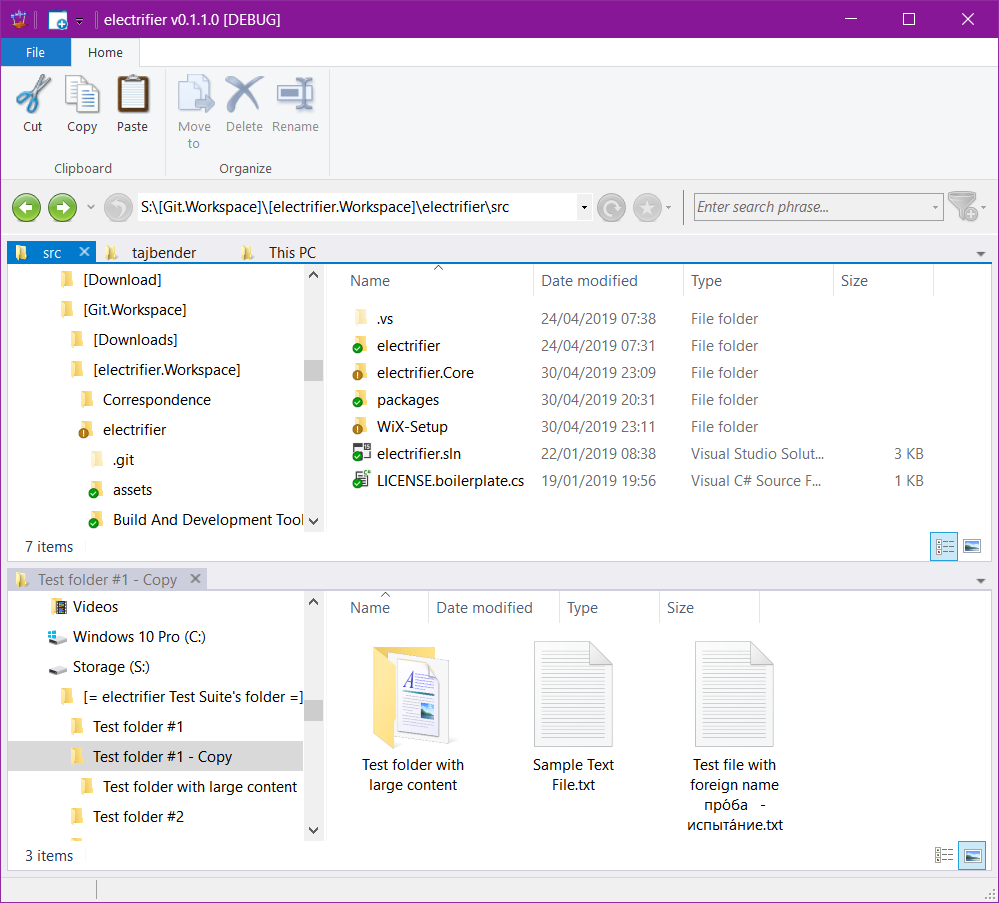 electrifier v0.1.1.0 [DEBUG]
File Home
Cut Copy Paste Move to Delete Rename
Clipboard Organize
S:\[Git.Workspace]\[electrifier.Workspace]\electrifier\src Enter search phrase...
src tajbender This PC
[Download]
[Git.Workspace]
[Downloads]
[electrifier.Workspace]
Correspondence
electrifier
.git
assets
Build And Development Tool
Name Date modified Type Size
.vs 24/04/2019 07:38 File folder
electrifier 24/04/2019 07:31 File folder
electrifier.Core 30/04/2019 23:09 File folder
packages 30/04/2019 20:31 File folder
WiX-Setup 30/04/2019 23:11 File folder
electrifier.sln 22/01/2019 08:38 Visual Studio Solut... 3 KB
LICENSE.boilerplate.cs 19/01/2019 19:56 Visual C# Source F... 1 KB
7 items
Test folder #1 - Copy
Videos
Windows 10 Pro (C:)
Storage (S:)
[= electrifier Test Suite's folder =]
Test folder #1
Test folder #1 - Copy
Test folder with large content
Test folder #2
Name Date modified Type Size
Test folder with
large content
Sample Text
File.txt
Test file with
foreign name
про́ба -
испыта́ние.txt
3 items